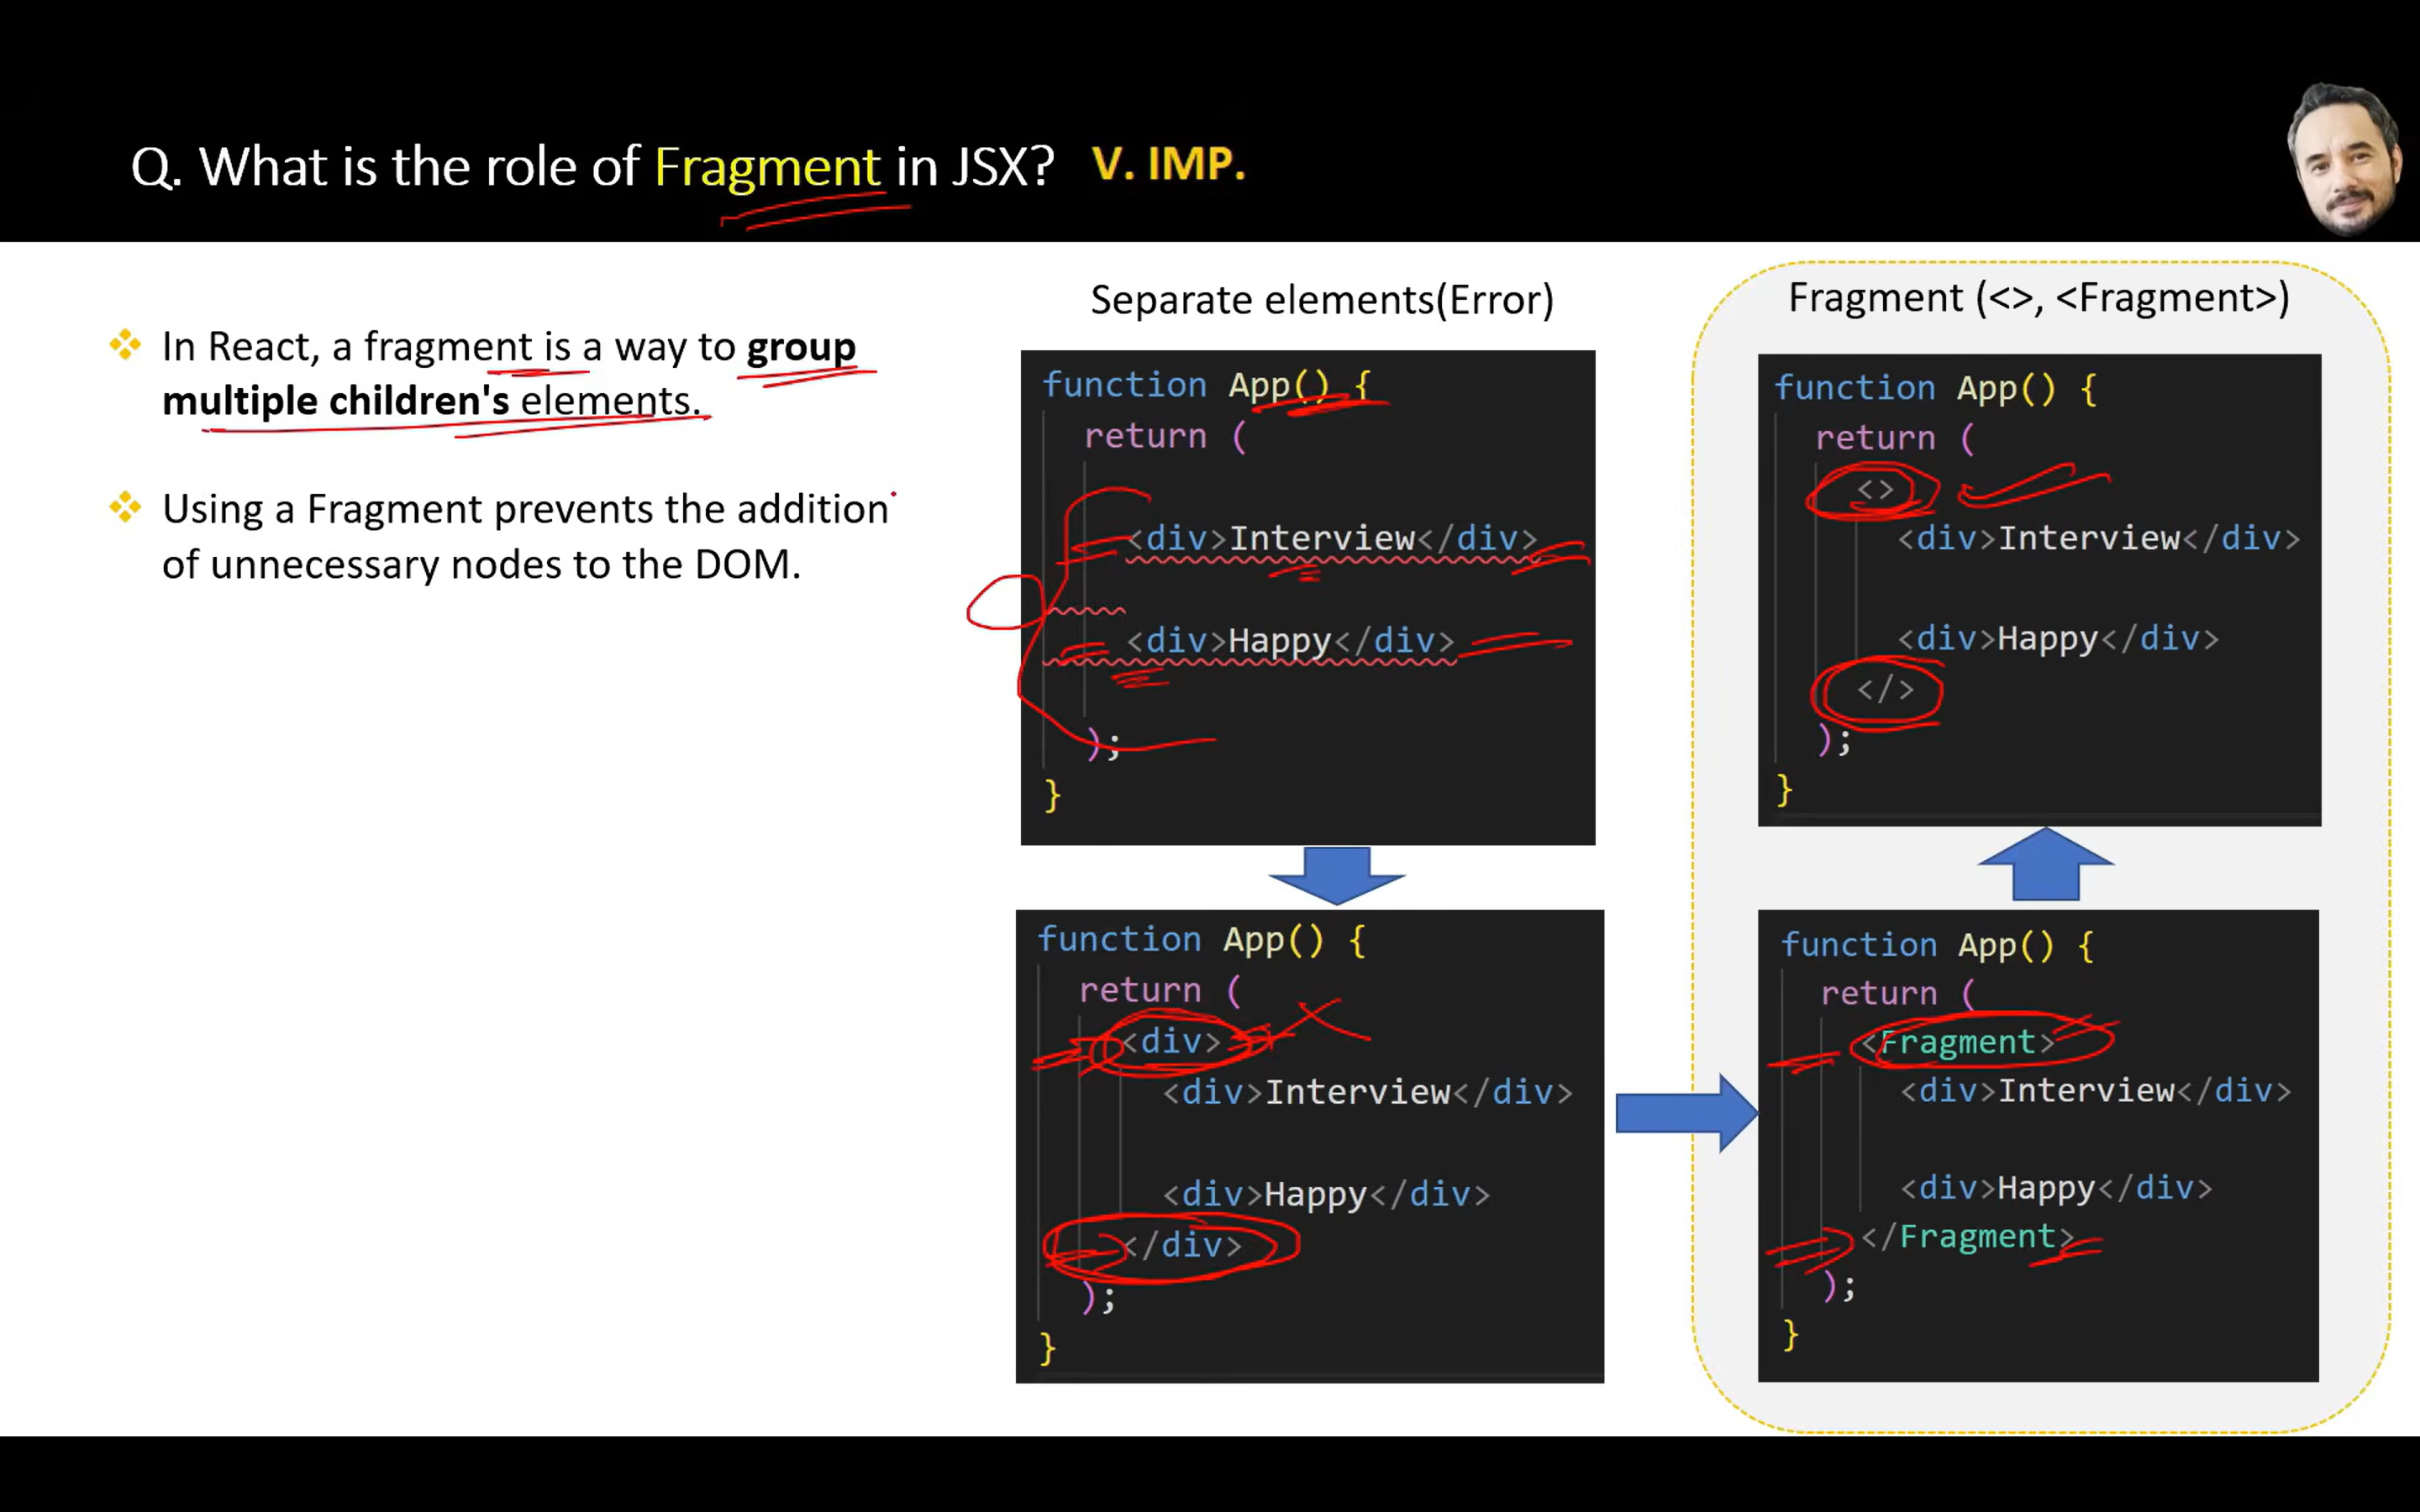 Q. What is the role of Fragment in JSX? V. IMP.
In React, a fragment is a way to group
multiple children's elements.
Using a Fragment prevents the addition
of unnecessary nodes to the DOM.
Separate elements(Error)
function App() {
return (
<div>Interview</div>
<div>Happy</div>
);
}
function App() {
return (
<div>
<div>Interview</div>
<div>Happy</div>
</div>
);
}
Fragment (<>, <Fragment>)
function App() {
return (
<>
<div>Interview</div>
<div>Happy</div>
</>
);
}
function App() {
return (
<Fragment>
<div>Interview</div>
<div>Happy</div>
</Fragment>
);
}